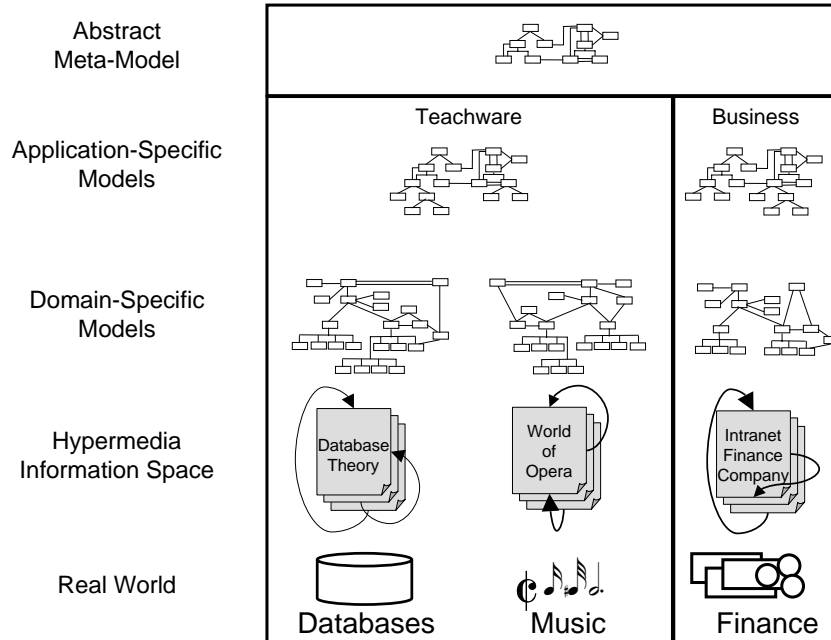 Abstract
Meta-Model
Teachware
Business
Application-Specific
Models
Domain-Specific
Models
Hypermedia
Information Space
Database
Theory
World
of
Opera
Intranet
Finance
Company
Real World
Databases
Music
Finance